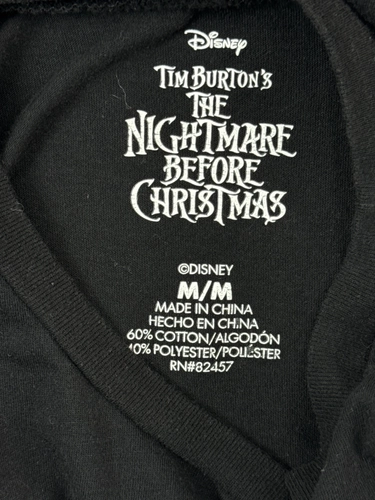 Disney
TIM BURTON'S
THE
NIGHTMARE
BEFORE
CHRISTMAS
©DISNEY
M/M
MADE IN CHINA
HECHO EN CHINA
60% COTTON/ALGODÓN
40% POLYESTER/POLIÉSTER
RN#82457